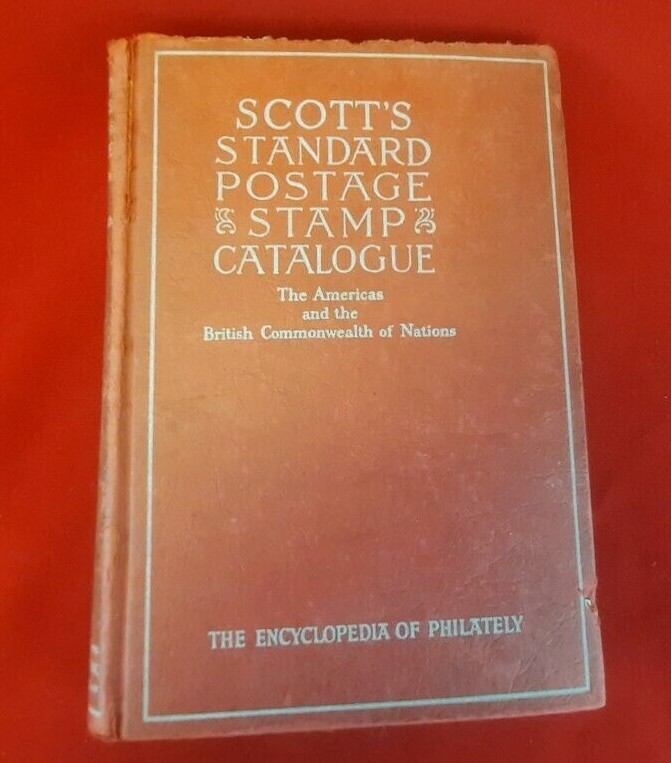 SCOTT'S
STANDARD
POSTAGE
STAMP
CATALOGUE
The Americas
and the
British Commonwealth of Nations
THE ENCYCLOPEDIA OF PHILATELY